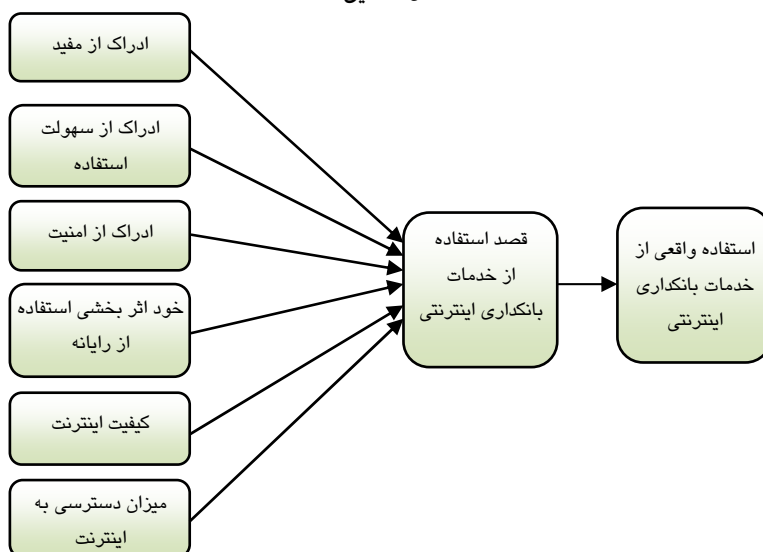 ادراک از مفید
ادراک از سهولت
استفاده
ادراک از امنیت
خود اثر بخشی استفاده
از رایانه
کیفیت اینترنت
میزان دسترسی به
اینترنت
قصد استفاده
از خدمات
بانکداری اینترنتی
استفاده واقعی از
خدمات بانکداری
اینترنتی